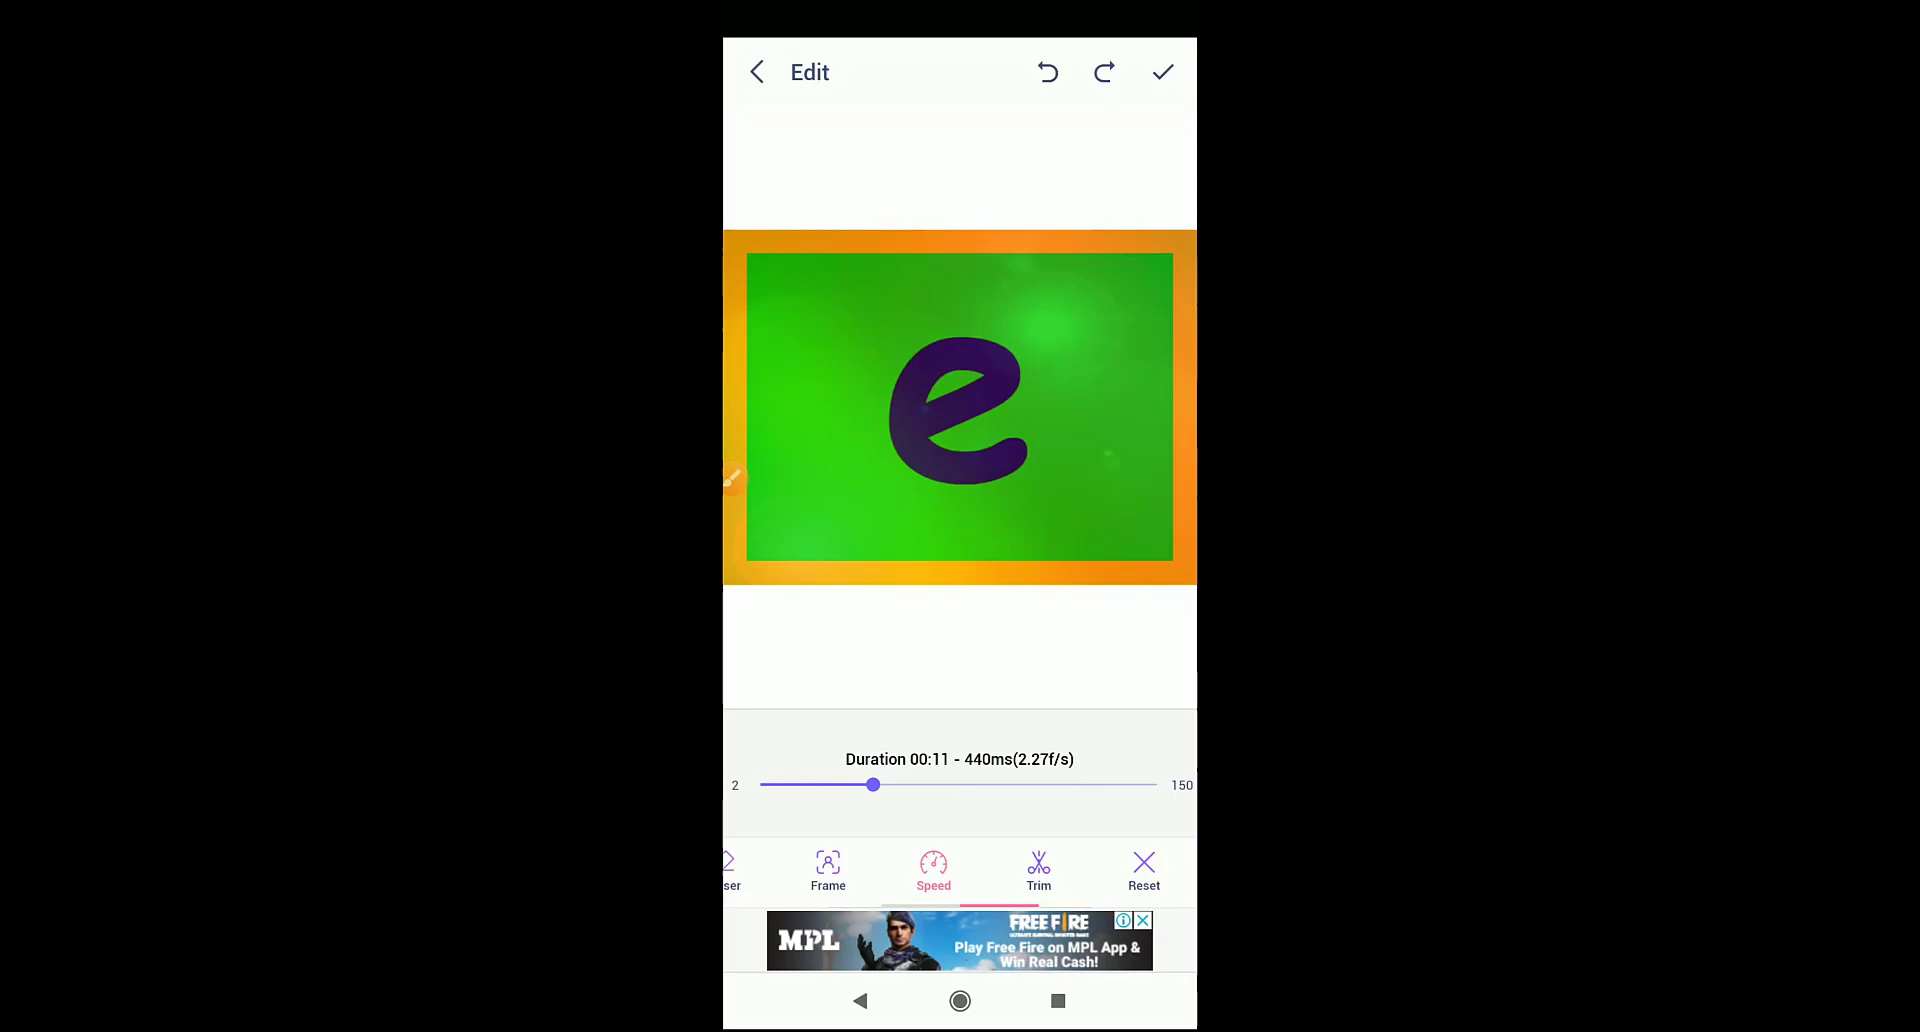 Edit
e
Duration 00:11 - 440ms(2.27f/s)
2
150
ser
Frame
Speed
Trim
Reset
MPL
FREE FIRE
Play Free Fire on MPL App &
Win Real Cash!